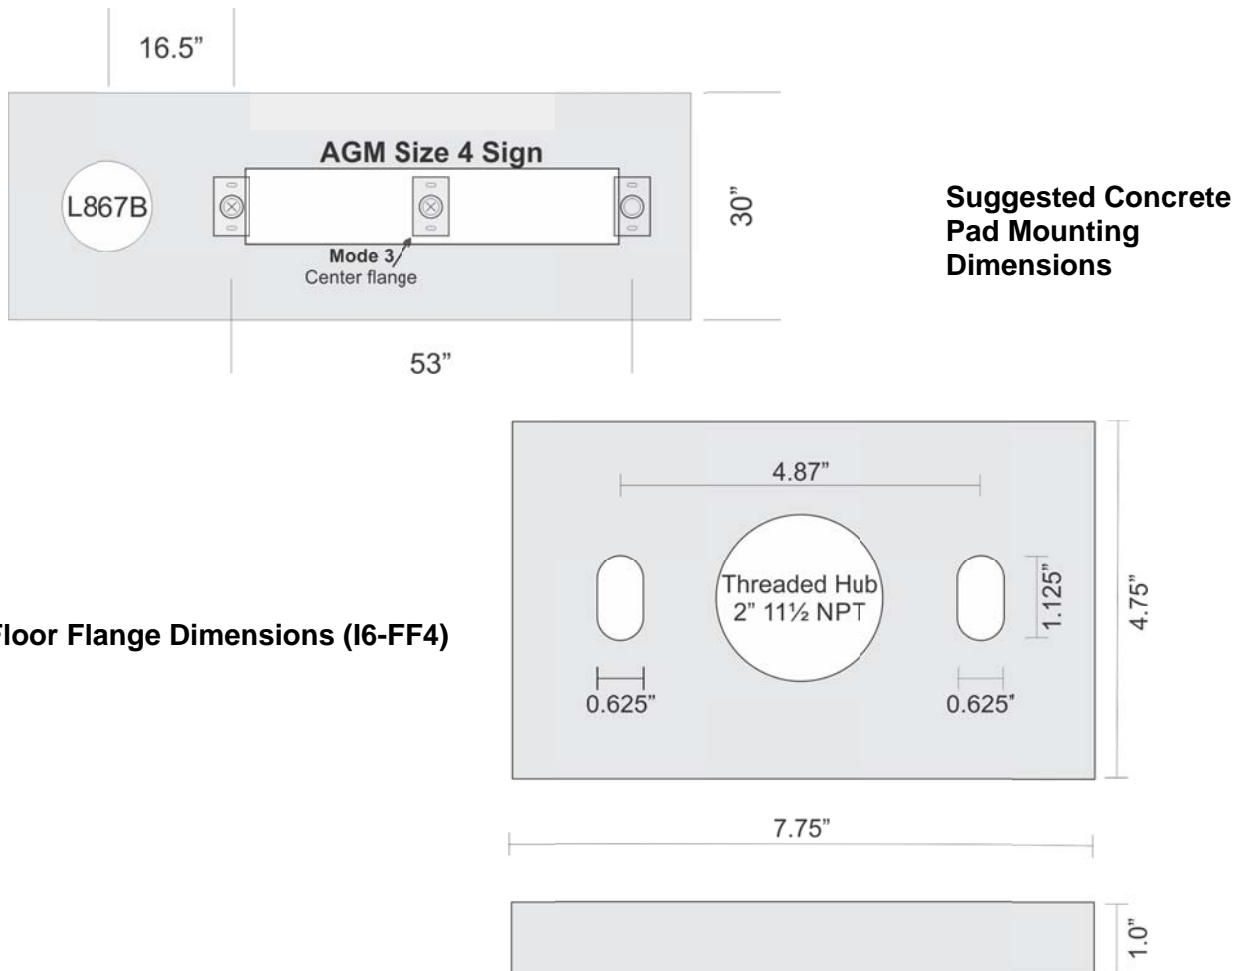 16.5”
AGM Size 4 Sign
L867B
30”
Suggested Concrete
Pad Mounting
Dimensions
Mode 3
Center flange
53”
4.87”
Threaded Hub
2” 11½ NPT
1.125”
4.75”
loor Flange Dimensions (I6-FF4)
0.625”
0.625”
7.75”
1.0”